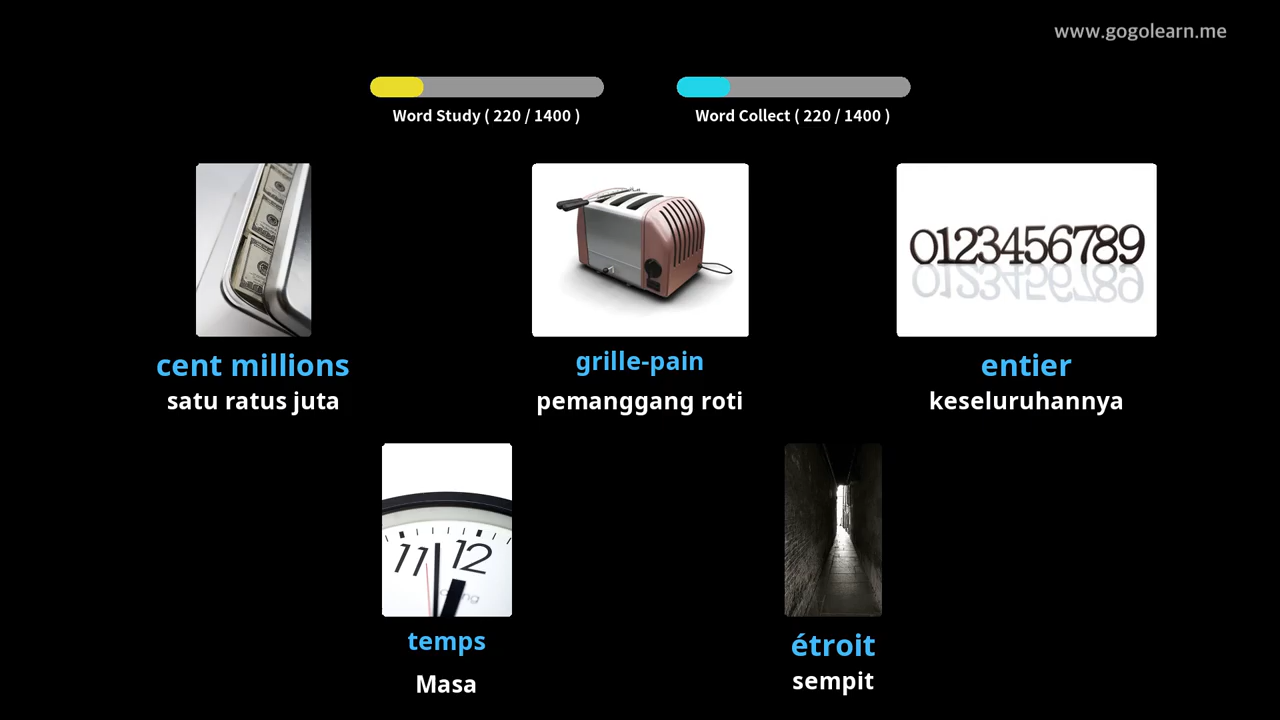 www.gogolearn.me
Word Study ( 220 / 1400 )
Word Collect ( 220 / 1400 )
0123456789
cent millions
grille-pain
entier
satu ratus juta
pemanggang roti
keseluruhannya
11 12
temps
étroit
Masa
sempit